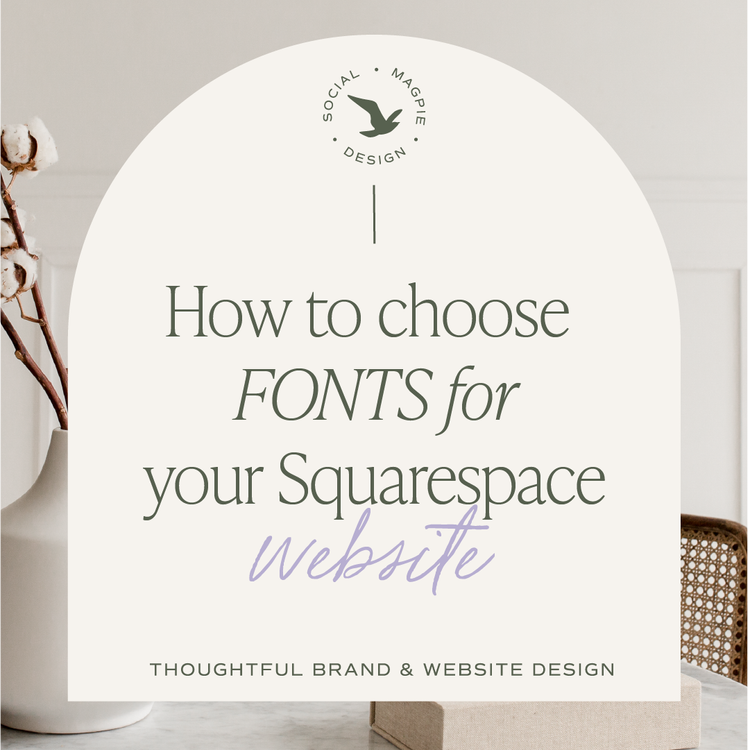 SOCIAL • MAGPIE • DESIGN •
How to choose
FONTS for
your Squarespace
website
THOUGHTFUL BRAND & WEBSITE DESIGN